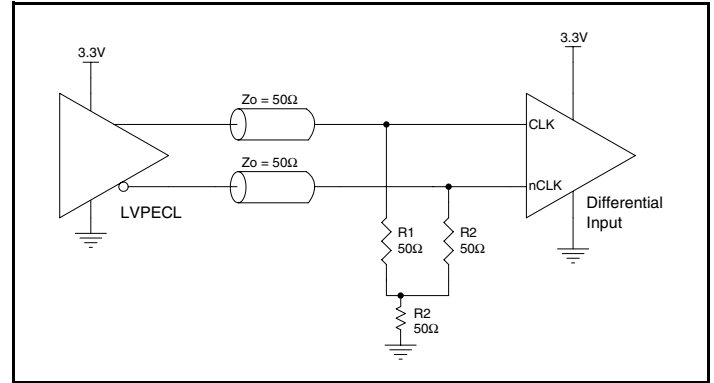 3.3V
3.3V
Zo = 50Ω
CLK
Zo = 50Ω
nCLK
LVPECL
Differential
Input
R1
50Ω
R2
50Ω
R2
50Ω